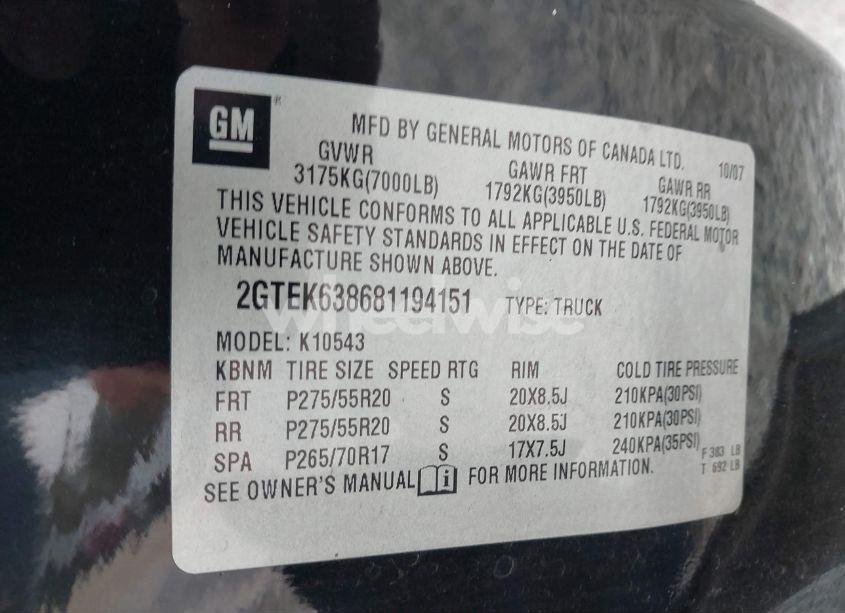 GM ®
MFD BY GENERAL MOTORS OF CANADA LTD. 10/07
GVWR GAWR FRT GAWR RR
3175KG(7000LB) 1792KG(3950LB) 1792KG(3950LB)
THIS VEHICLE CONFORMS TO ALL APPLICABLE U.S. FEDERAL MOTOR
VEHICLE SAFETY STANDARDS IN EFFECT ON THE DATE OF
MANUFACTURE SHOWN ABOVE.
2GTEK638681194151 TYPE: TRUCK
wheelwise
MODEL: K10543
KBNM TIRE SIZE SPEED RTG RIM COLD TIRE PRESSURE
FRT P275/55R20 S 20X8.5J 210KPA(30PSI)
RR P275/55R20 S 20X8.5J 210KPA(30PSI)
SPA P265/70R17 S 17X7.5J 240KPA(35PSI)
F 383 LB
T 692 LB
SEE OWNER'S MANUAL i FOR MORE INFORMATION.